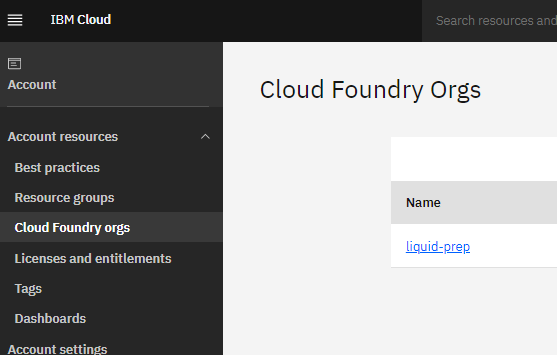 IBM Cloud
Search resources and
Account
Cloud Foundry Orgs
Account resources
Best practices
Resource groups
Cloud Foundry orgs
Licenses and entitlements
Tags
Dashboards
Account settings
Name
liquid-prep